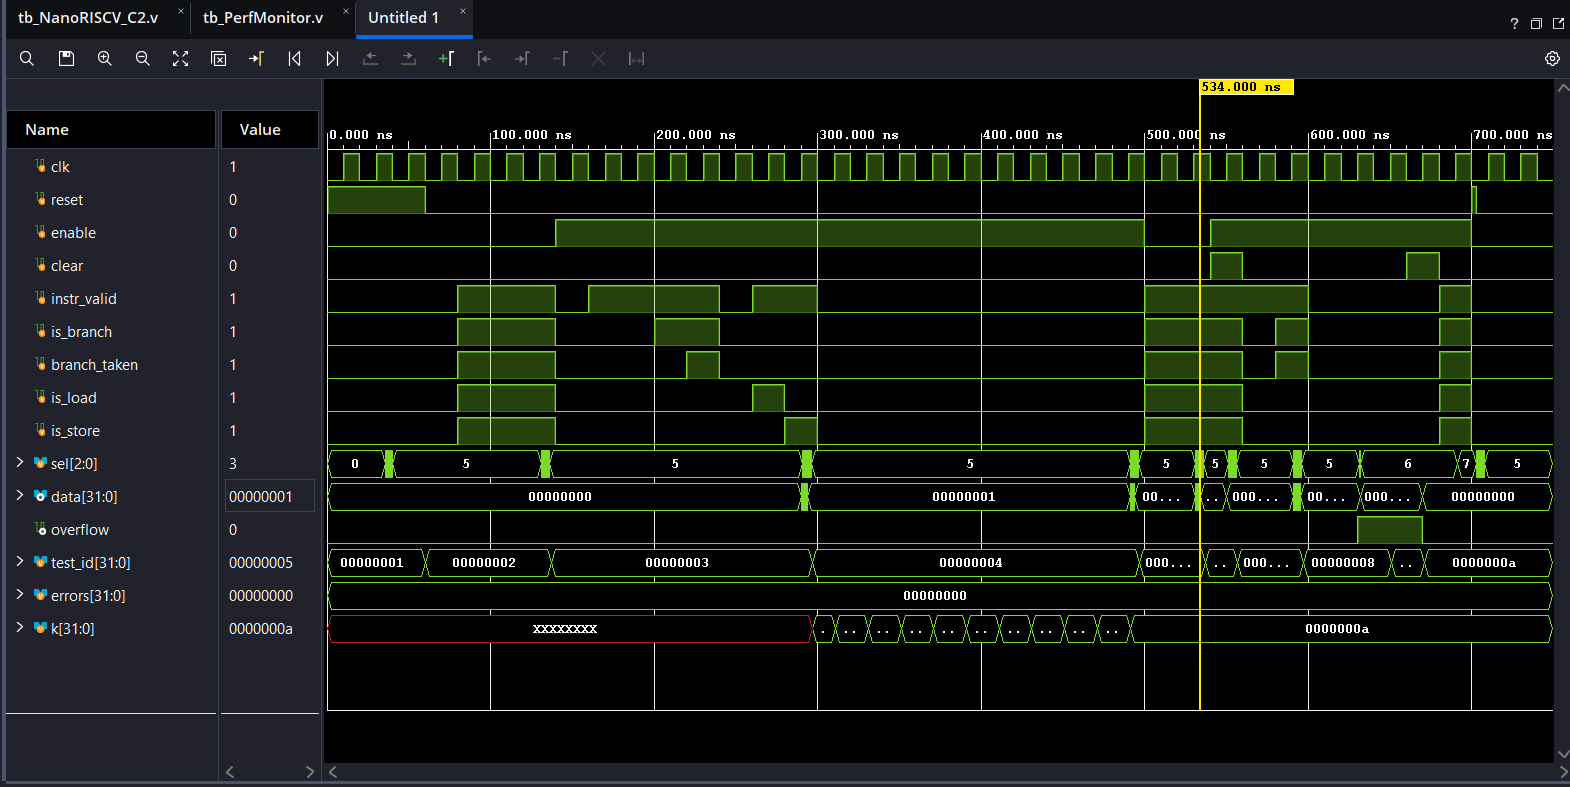 tb_NanoRISCV_C2.v × tb_PerfMonitor.v × Untitled 1 ×
?
534.000 ns
Name Value
0.000 ns 100.000 ns 200.000 ns 300.000 ns 400.000 ns 500.000 ns 600.000 ns 700.000 ns
clk 1
reset 0
enable 0
clear 0
instr_valid 1
is_branch 1
branch_taken 1
is_load 1
is_store 1
sel[2:0] 3 0 5 5 5 5 5 5 5 6 7 5
data[31:0] 00000001 00000000 00000001 00... .. 000... 00... 000... 00000000
overflow 0
test_id[31:0] 00000005 00000001 00000002 00000003 00000004 000... .. 000... 00000008 .. 0000000a
errors[31:0] 00000000 00000000
k[31:0] 0000000a XXXXXXXX . .. .. .. .. .. .. .. .. .. 0000000a